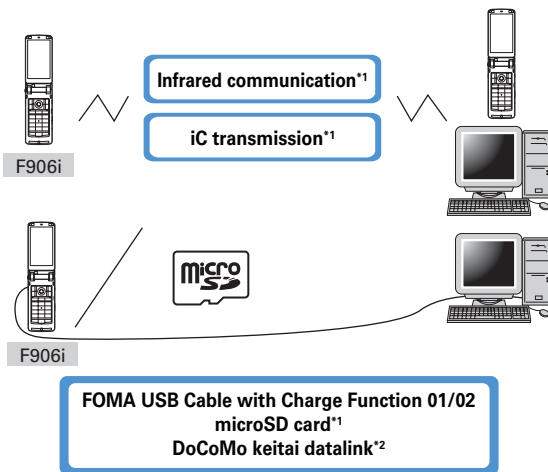 Infrared communication*1
iC transmission*1
F906i
micro
SD
F906i
FOMA USB Cable with Charge Function 01/02
microSD card*1
DoCoMo keitai datalink*2